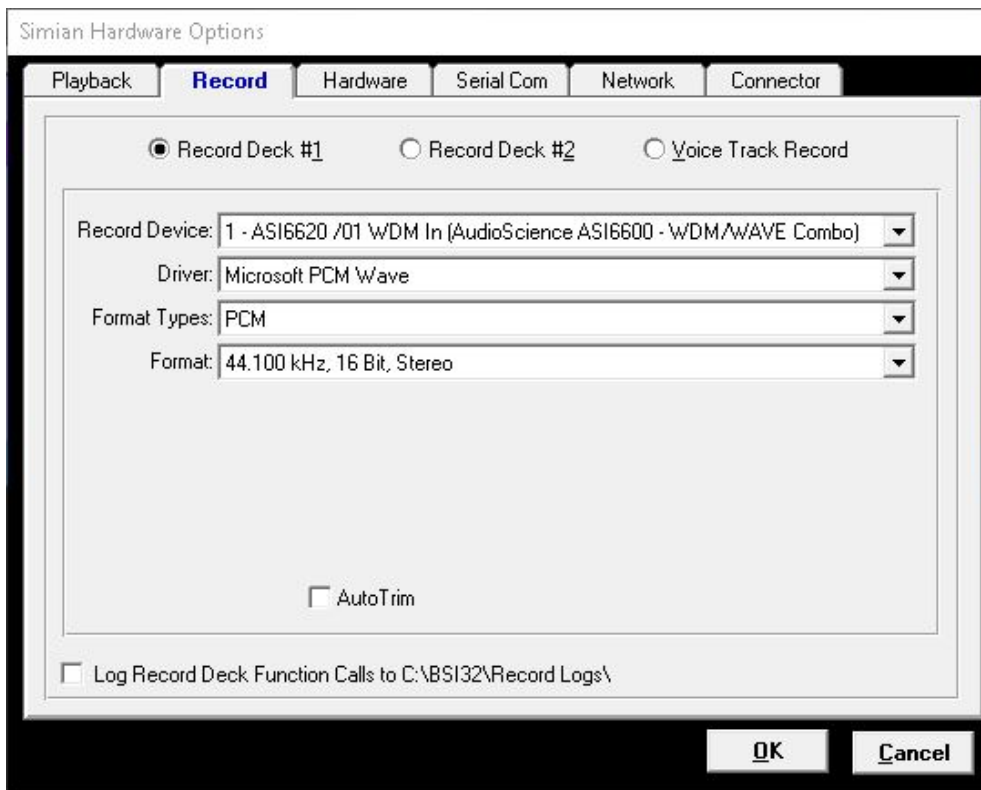 Simian Hardware Options
Playback Record Hardware Serial Com Network Connector
Record Deck #1 Record Deck #2 Voice Track Record
Record Device: 1 - ASI6620 /01 WDM In (AudioScience ASI6600 - WDM/WAVE Combo)
Driver: Microsoft PCM Wave
Format Types: PCM
Format: 44.100 kHz, 16 Bit, Stereo
AutoTrim
Log Record Deck Function Calls to C:\BSI32\Record Logs\
OK Cancel